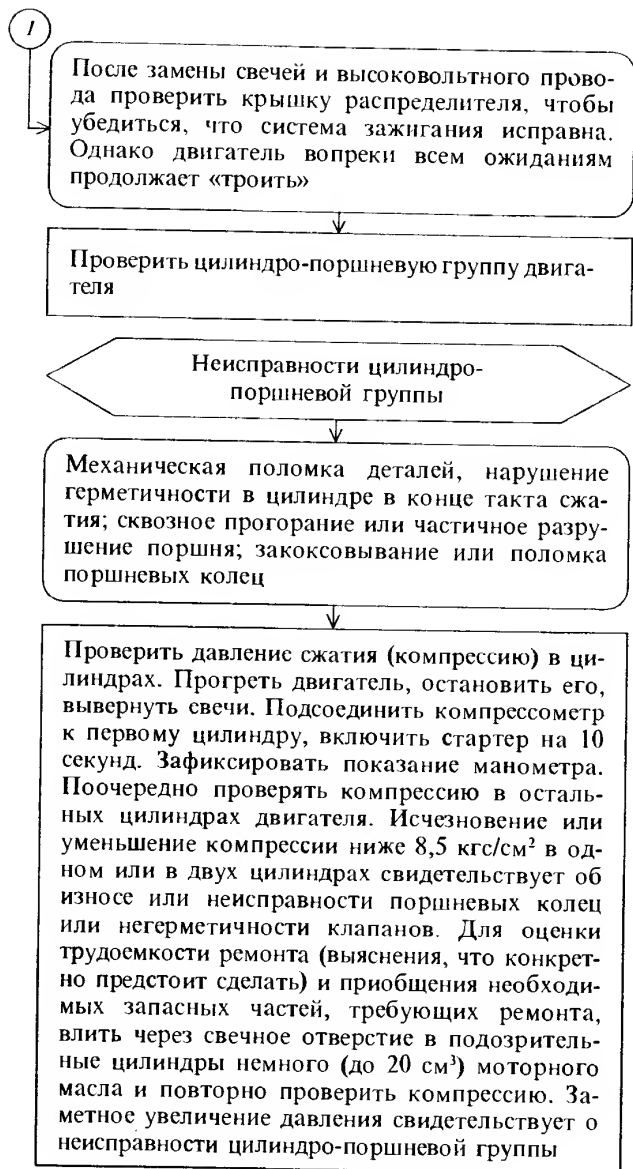 1
После замены свечей и высоковольтного прово-
да проверить крышку распределителя, чтобы
убедиться, что система зажигания исправна.
Однако двигатель вопреки всем ожиданиям
продолжает «троить»
Проверить цилиндро-поршневую группу двига-
теля
Неисправности цилиндро-
поршневой группы
Механическая поломка деталей, нарушение
герметичности в цилиндре в конце такта сжа-
тия; сквозное прогорание или частичное разру-
шение поршня; закоксовывание или поломка
поршневых колец
Проверить давление сжатия (компрессию) в ци-
линдрах. Прогреть двигатель, остановить его,
вывернуть свечи. Подсоединить компрессометр
к первому цилиндру, включить стартер на 10
секунд. Зафиксировать показание манометра.
Поочередно проверять компрессию в осталь-
ных цилиндрах двигателя. Исчезновение или
уменьшение компрессии ниже 8,5 кгс/см² в од-
ном или в двух цилиндрах свидетельствует об
износе или неисправности поршневых колец
или негерметичности клапанов. Для оценки
трудоемкости ремонта (выяснения, что конкрет-
но предстоит сделать) и приобщения необходи-
мых запасных частей, требующих ремонта,
влить через свечное отверстие в подозритель-
ные цилиндры немного (до 20 см³) моторного
масла и повторно проверить компрессию. За-
метное увеличение давления свидетельствует о
неисправности цилиндро-поршневой группы